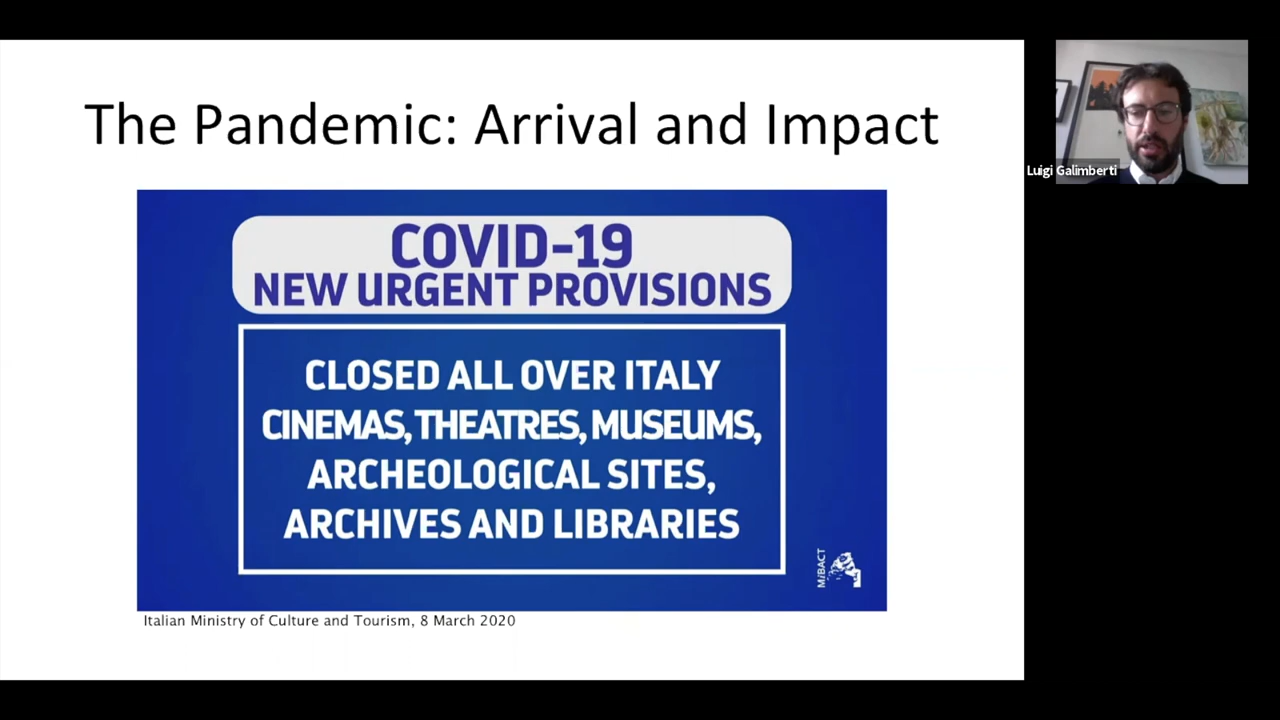 The Pandemic: Arrival and Impact
COVID-19
NEW URGENT PROVISIONS
CLOSED ALL OVER ITALY
CINEMAS, THEATRES, MUSEUMS,
ARCHEOLOGICAL SITES,
ARCHIVES AND LIBRARIES
MiBACT
Italian Ministry of Culture and Tourism, 8 March 2020
Luigi Galimberti